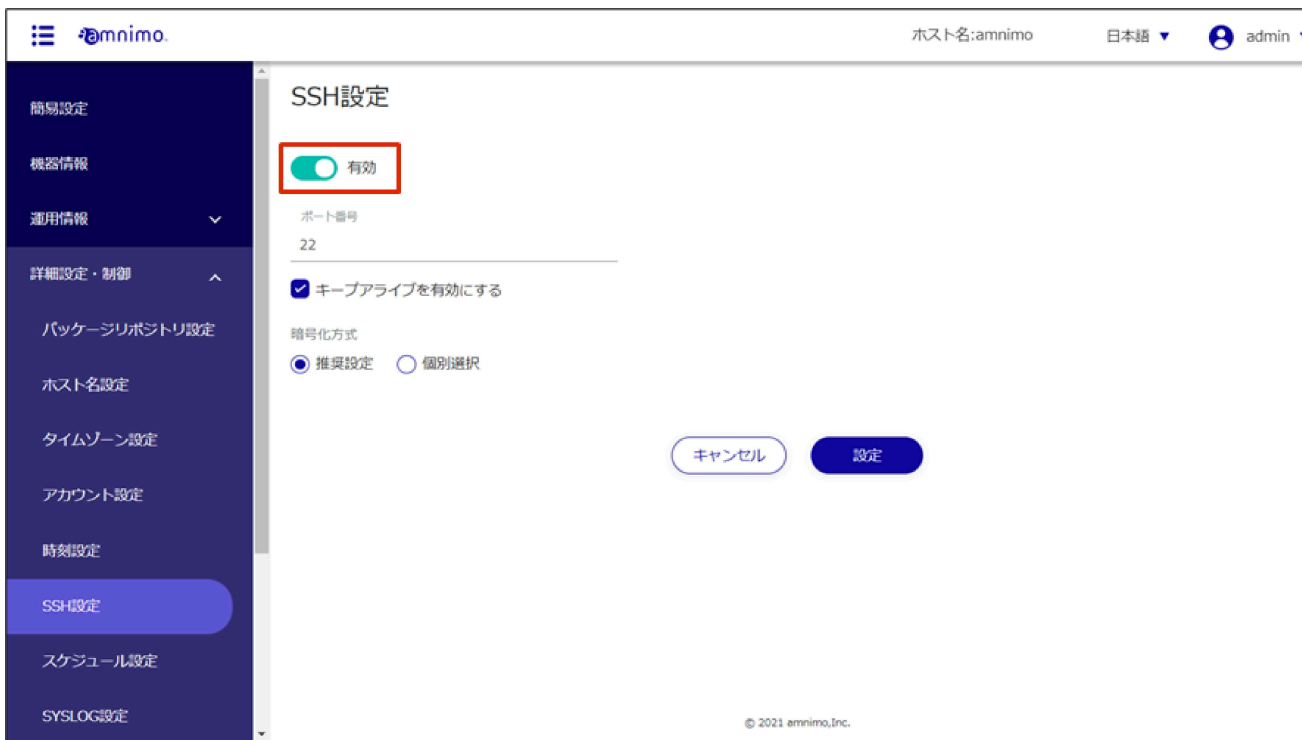 amnimo.
ホスト名:amnimo
日本語 ▼
admin
簡易設定
機器情報
運用情報
詳細設定・制御
パッケージリポジトリ設定
ホスト名設定
タイムゾーン設定
アカウント設定
時刻設定
SSH設定
スケジュール設定
SYSLOG設定
SSH設定
有効
ポート番号
22
キープアライブを有効にする
暗号化方式
推奨設定 個別選択
キャンセル 設定
© 2021 amnimo,Inc.